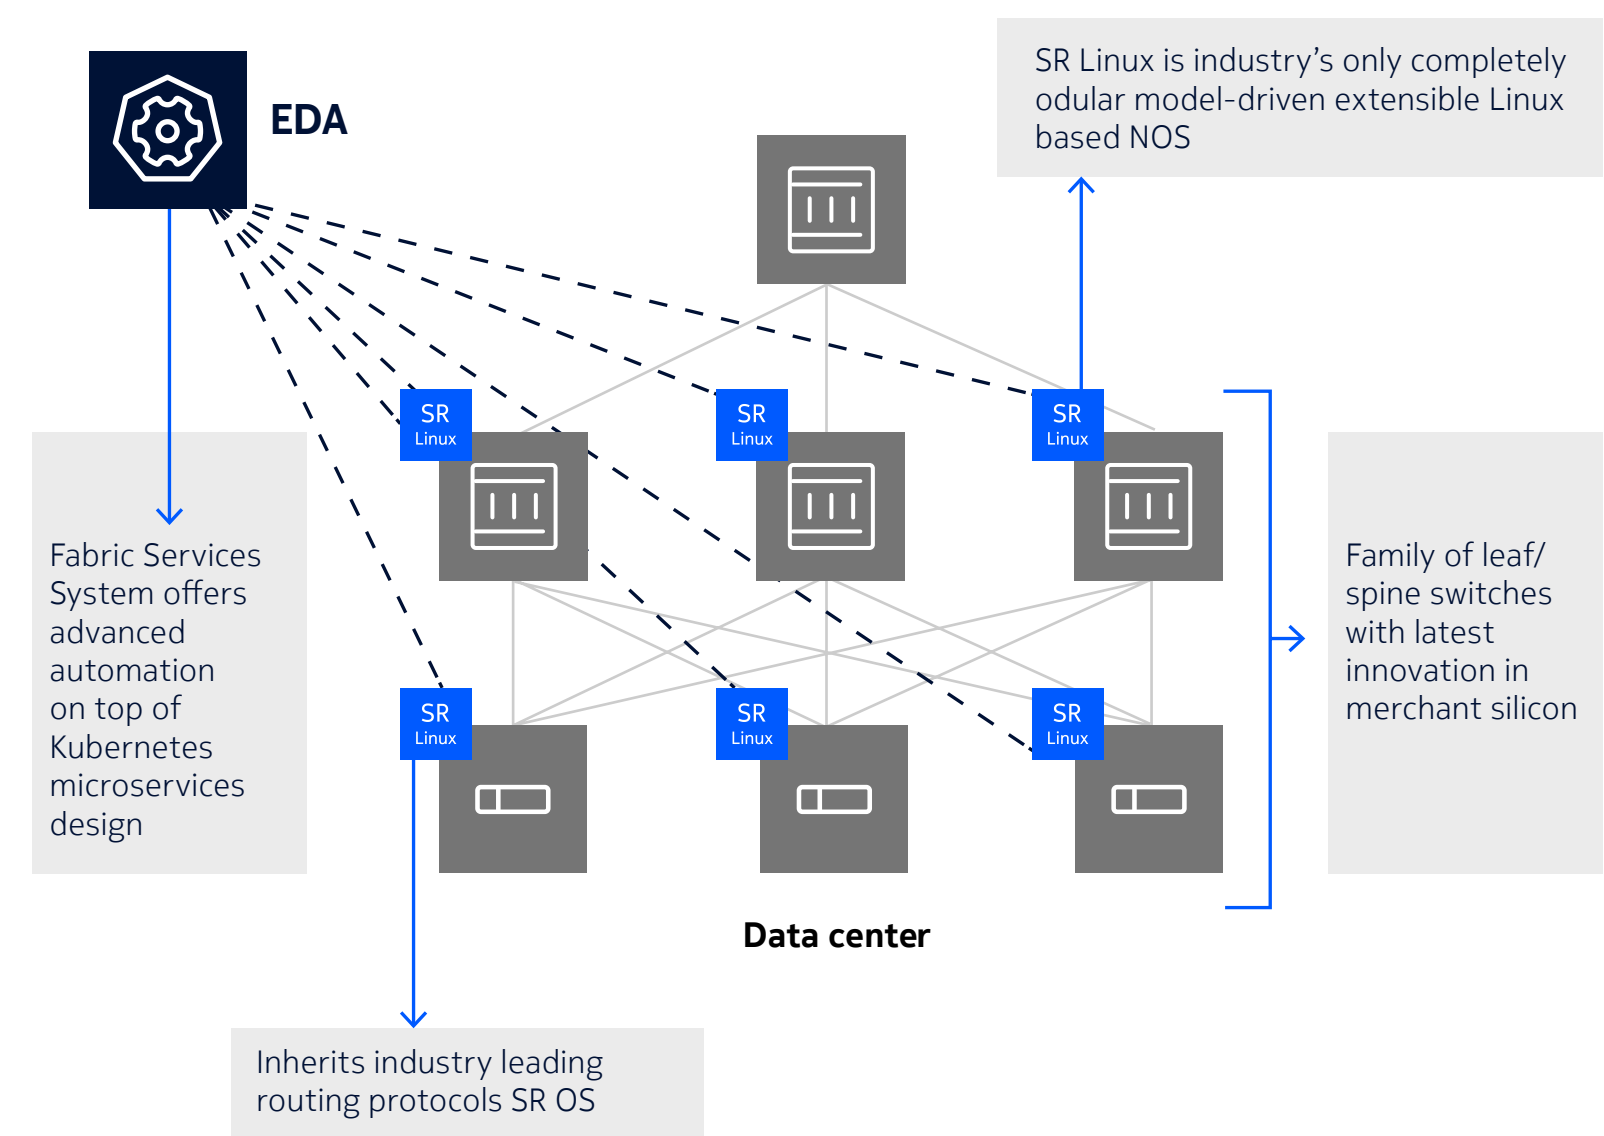 EDA
SR Linux is industry’s only completely
odular model-driven extensible Linux
based NOS
SR
Linux
SR
Linux
SR
Linux
Fabric Services
System offers
advanced
automation
on top of
Kubernetes
microservices
design
Family of leaf/
spine switches
with latest
innovation in
merchant silicon
SR
Linux
SR
Linux
SR
Linux
Data center
Inherits industry leading
routing protocols SR OS